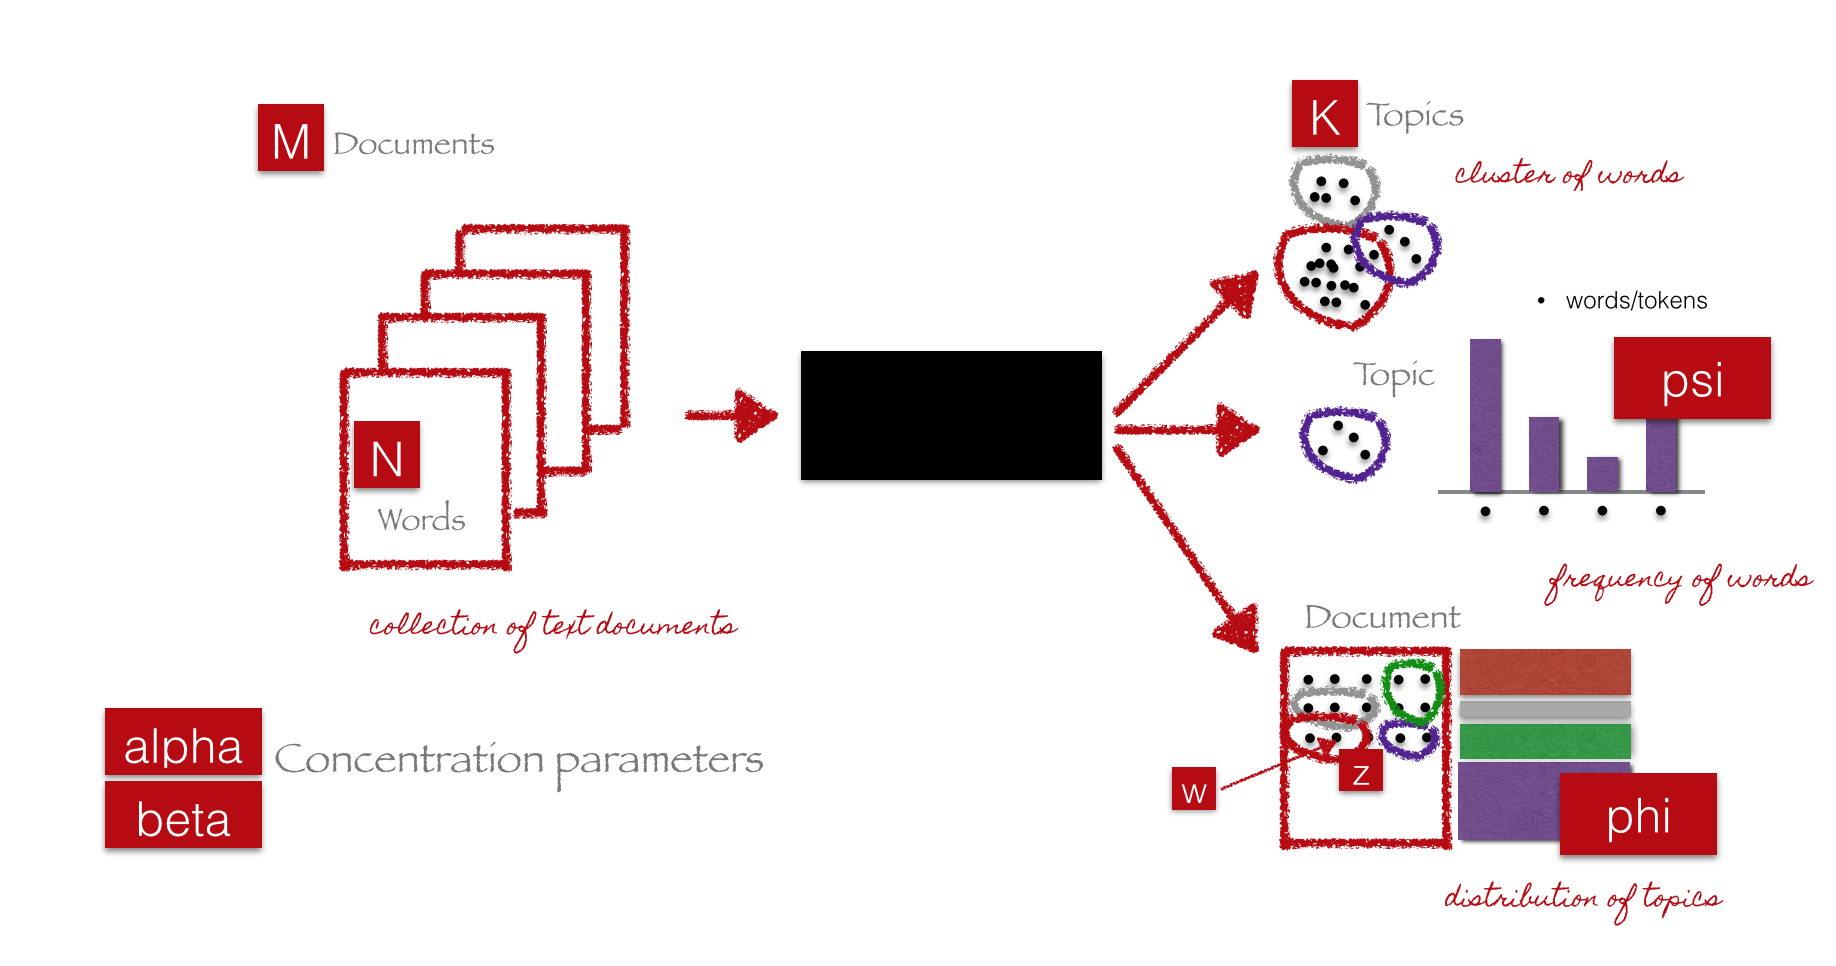 M Documents
N
Words
collection of text documents
alpha
beta
Concentration parameters
K Topics
cluster of words
• words/tokens
Topic
psi
frequency of words
Document
w
z
phi
distribution of topics